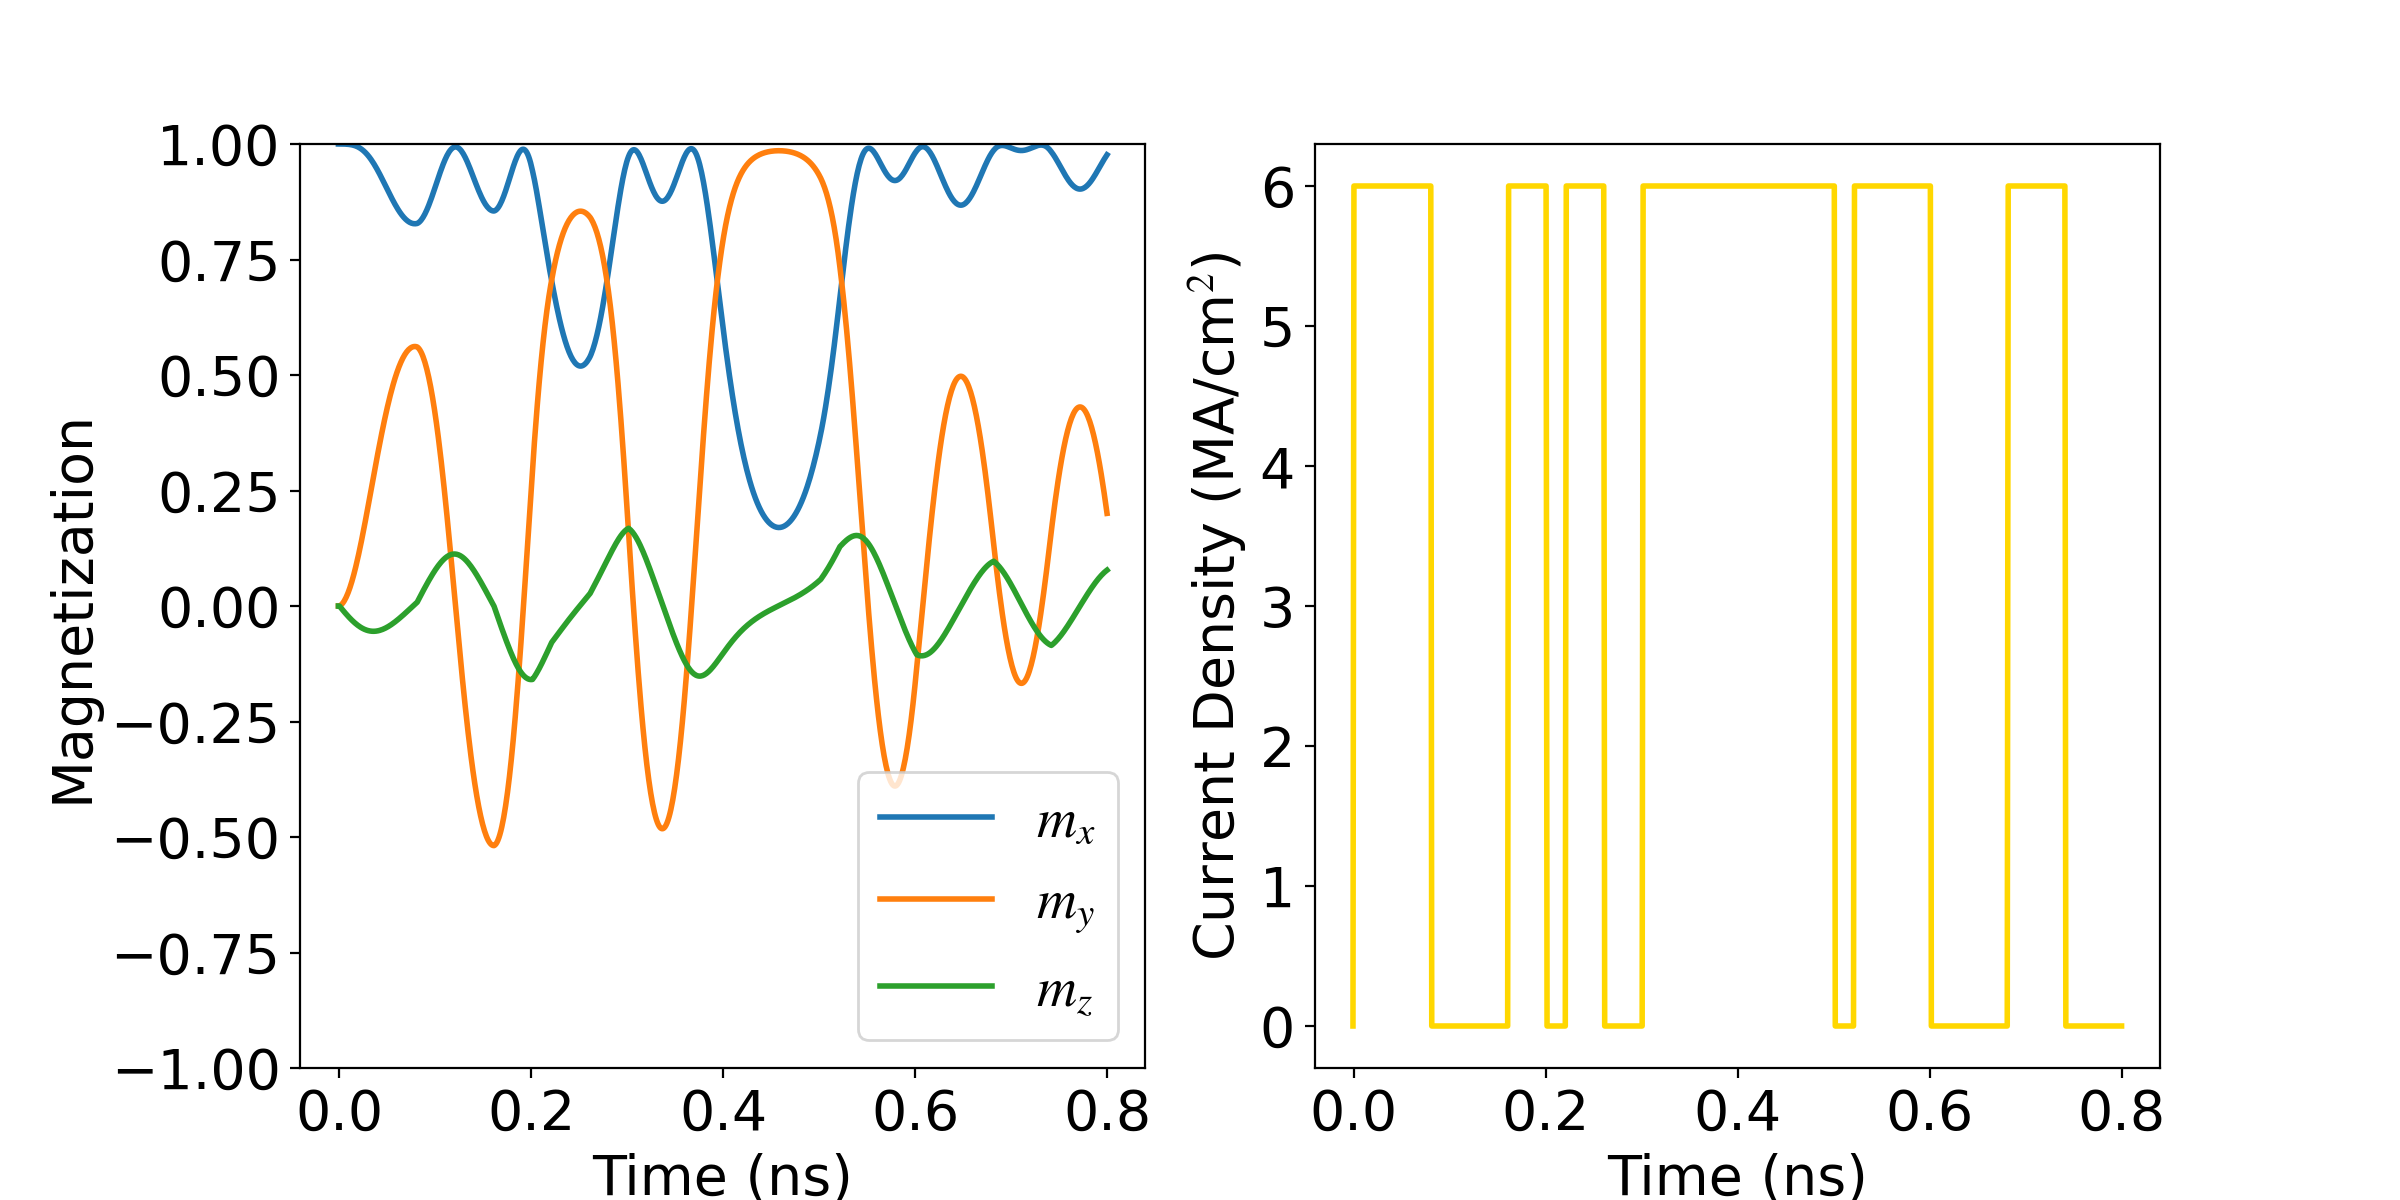 Magnetization
1.00
0.75
0.50
0.25
0.00
−0.25
−0.50
−0.75
−1.00
0.0 0.2 0.4 0.6 0.8
Time (ns)
m_x
m_y
m_z
Current Density (MA/cm²)
6
5
4
3
2
1
0
0.0 0.2 0.4 0.6 0.8
Time (ns)